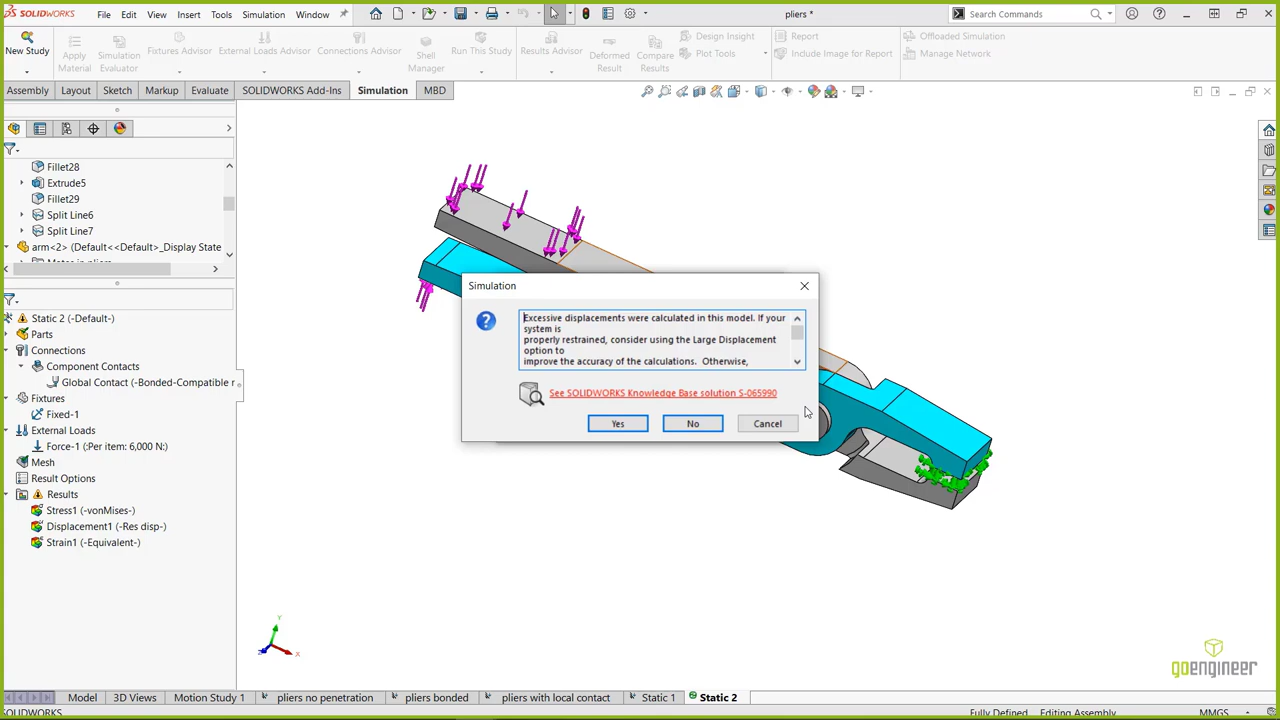 SOLIDWORKS File Edit View Insert Tools Simulation Window pliers * Search Commands
New Study Apply Material Simulation Evaluator Fixtures Advisor External Loads Advisor Connections Advisor Shell Manager Run This Study Results Advisor Deformed Result Compare Results Design Insight Plot Tools Report Include Image for Report Offloaded Simulation Manage Network
Assembly Layout Sketch Markup Evaluate SOLIDWORKS Add-Ins Simulation MBD
Fillet28
Extrude5
Fillet29
Split Line6
Split Line7
arm<2> (Default<<Default>_Display State
Mates in pliers
Static 2 (-Default-)
Parts
Connections
Component Contacts
Global Contact (-Bonded-Compatible r
Fixtures
Fixed-1
External Loads
Force-1 (:Per item: 6,000 N:)
Mesh
Result Options
Results
Stress1 (-vonMises-)
Displacement1 (-Res disp-)
Strain1 (-Equivalent-)
Simulation
Excessive displacements were calculated in this model. If your
system is
properly restrained, consider using the Large Displacement
option to
improve the accuracy of the calculations. Otherwise,
See SOLIDWORKS Knowledge Base solution S-065990
Yes No Cancel
Y
Z X
goengineer
Model 3D Views Motion Study 1 pliers no penetration pliers bonded pliers with local contact Static 1 Static 2
SOLIDWORKS Fully Defined Editing Assembly MMGS